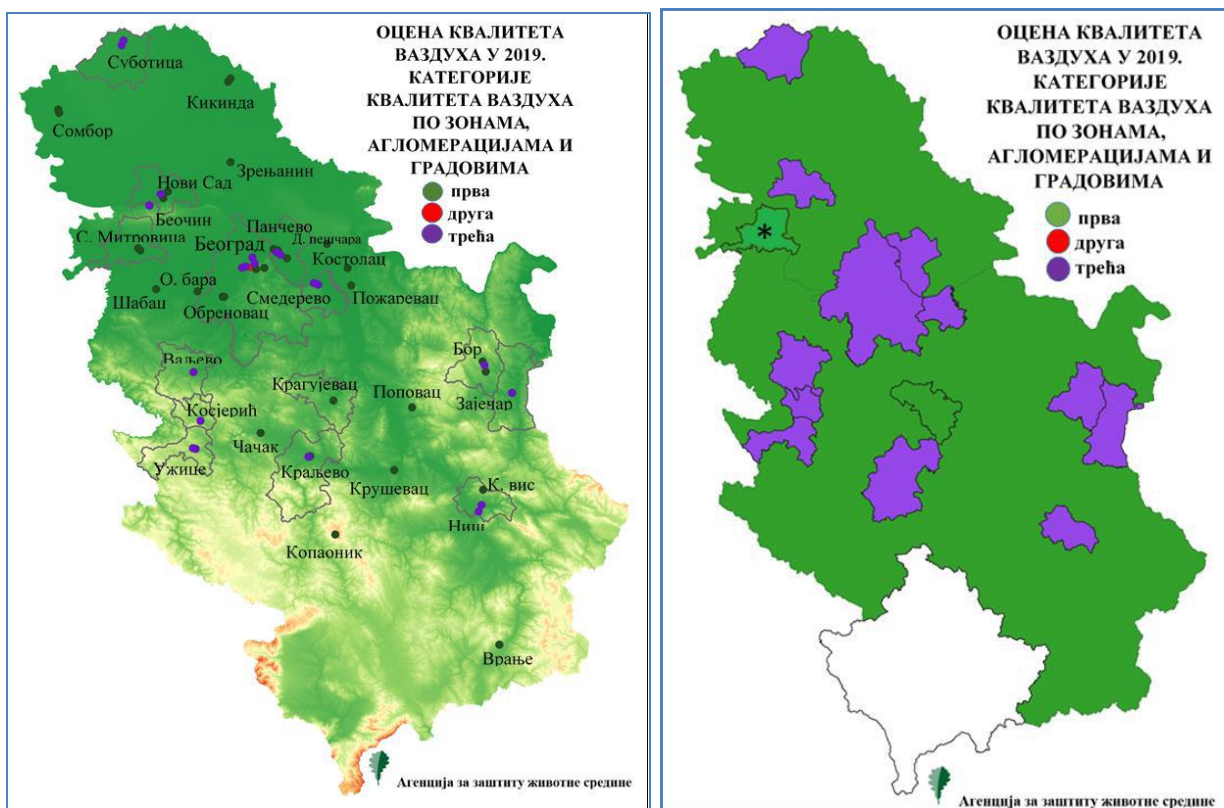 ОЦЕНА КВАЛИТЕТА
ВАЗДУХА У 2019.
КАТЕГОРИЈЕ
КВАЛИТЕТА ВАЗДУХА
ПО ЗОНАМА,
АГЛОМЕРАЦИЈАМА И
ГРАДОВИМА
прва
друга
трећа
Суботица
Кикинда
Сомбор
Зрењанин
Нови Сад
Беочин
С. Митровица
Панчево
Београд
Д. пешчара
Костолац
О. бара
Шабац
Смедерево
Пожаревац
Обреновац
Ваљево
Бор
Крагујевац
Поповац
Зајечар
Косјерић
Чачак
Ужице
Краљево
Крушевац
К. вис
Ниш
Копаоник
Врање
Агенција за заштиту животне средине
ОЦЕНА КВАЛИТЕТА
ВАЗДУХА У 2019.
КАТЕГОРИЈЕ
КВАЛИТЕТА ВАЗДУХА
ПО ЗОНАМА,
АГЛОМЕРАЦИЈАМА И
ГРАДОВИМА
прва
друга
трећа
*
Агенција за заштиту животне средине